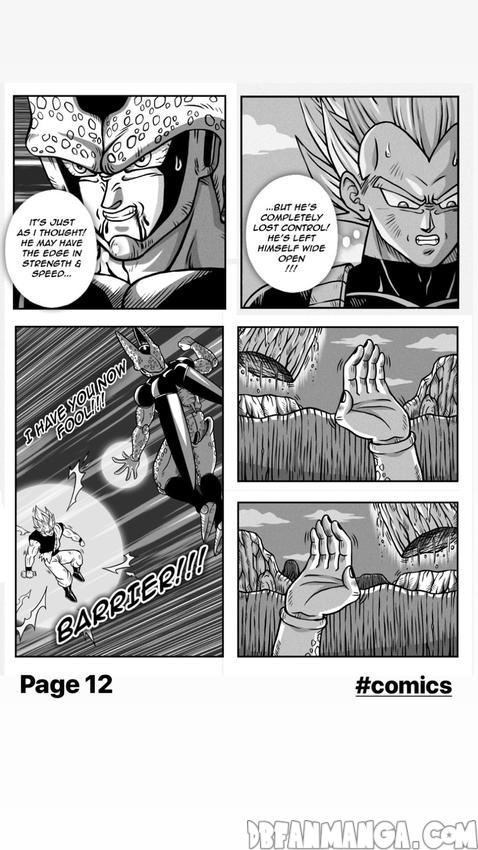 IT'S JUST
AS I THOUGHT!
HE MAY HAVE
THE EDGE IN
STRENGTH &
SPEED...
...BUT HE'S
COMPLETELY
LOST CONTROL!
HE'S LEFT
HIMSELF WIDE
OPEN
!!!
I HAVE YOU NOW
FOOL!!!
BARRIER!!!
Page 12
#comics
DBFANMANGA.COM